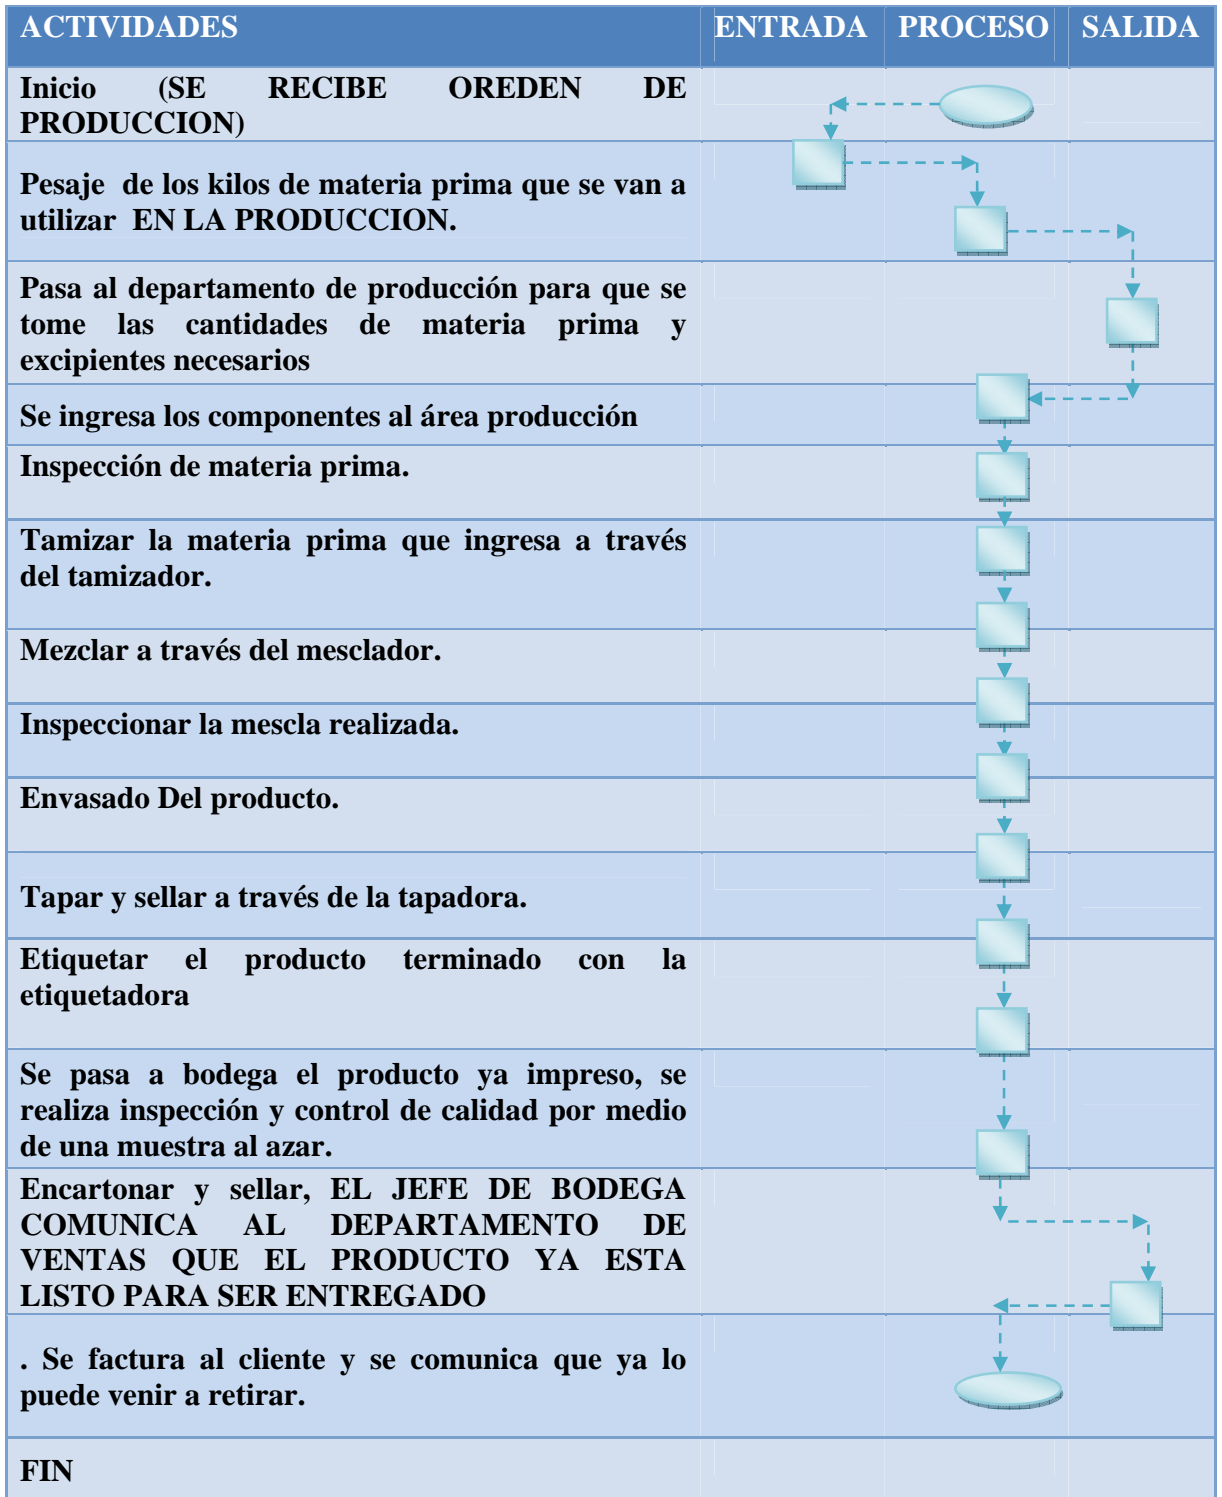 ACTIVIDADES ENTRADA PROCESO SALIDA
Inicio (SE RECIBE OREDEN DE
PRODUCCION)
Pesaje de los kilos de materia prima que se van a
utilizar EN LA PRODUCCION.
Pasa al departamento de producción para que se
tome las cantidades de materia prima y
excipientes necesarios
Se ingresa los componentes al área producción
Inspección de materia prima.
Tamizar la materia prima que ingresa a través
del tamizador.
Mezclar a través del mesclador.
Inspeccionar la mescla realizada.
Envasado Del producto.
Tapar y sellar a través de la tapadora.
Etiquetar el producto terminado con la
etiquetadora
Se pasa a bodega el producto ya impreso, se
realiza inspección y control de calidad por medio
de una muestra al azar.
Encartonar y sellar, EL JEFE DE BODEGA
COMUNICA AL DEPARTAMENTO DE
VENTAS QUE EL PRODUCTO YA ESTA
LISTO PARA SER ENTREGADO
. Se factura al cliente y se comunica que ya lo
puede venir a retirar.
FIN